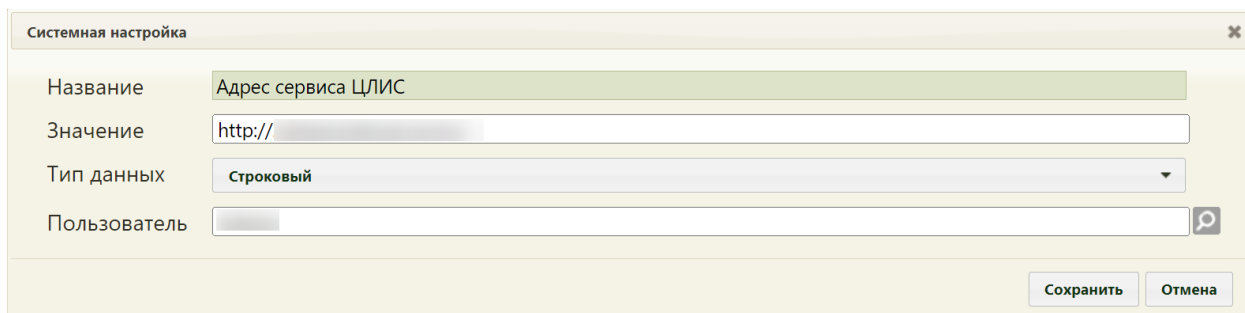 Системная настройка
Название Адрес сервиса ЦЛИС
Значение http://
Тип данных Строковый
Пользователь
Сохранить Отмена